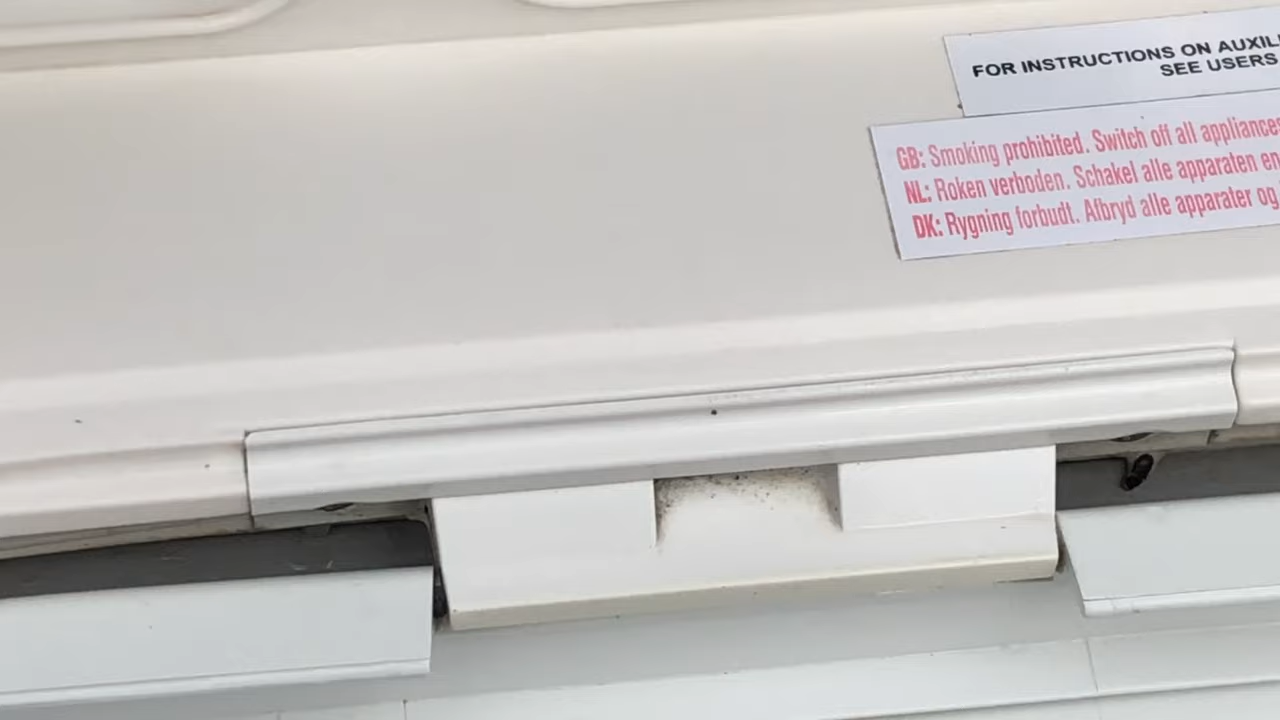 FOR INSTRUCTIONS ON
SEE USERS
GB: Smoking prohibited. Switch off all appliances
NL: Roken verboden. Schakel alle apparaten en
DK: Rygning forbudt. Afbryd alle apparater og